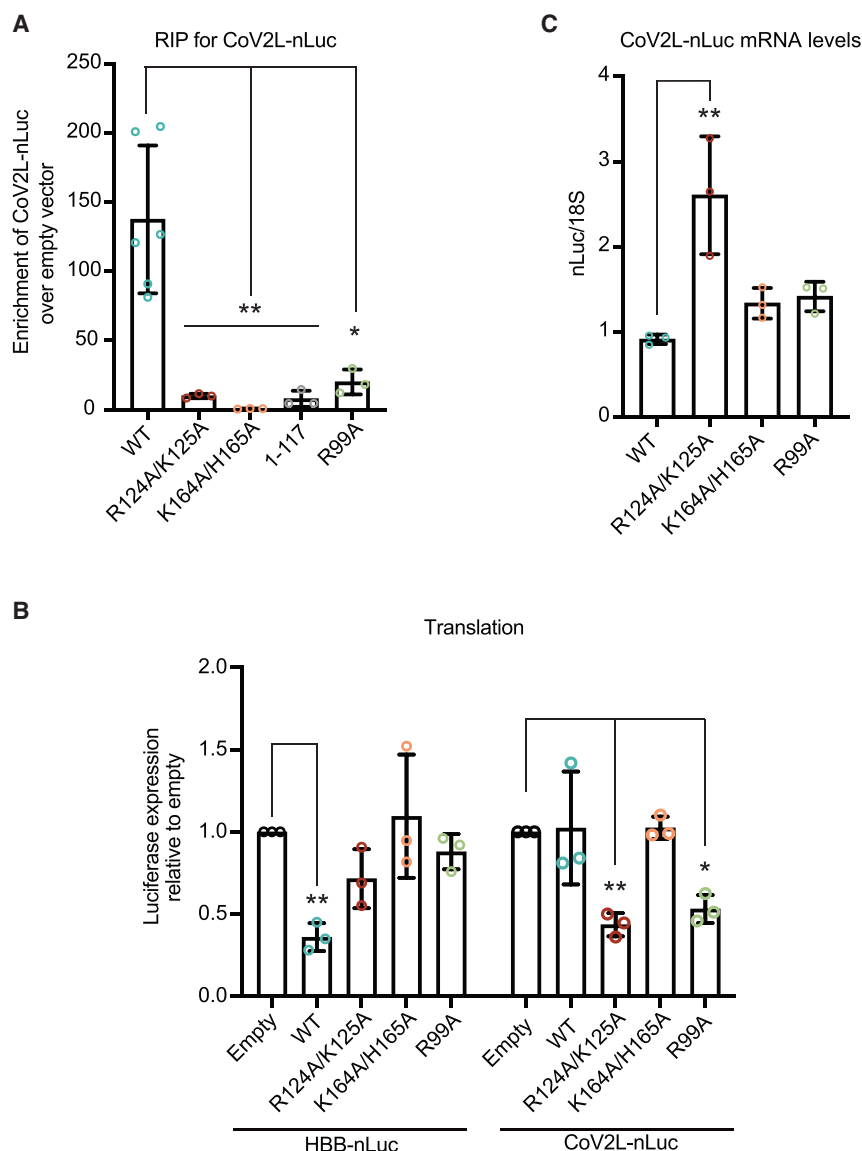 A
RIP for CoV2L-nLuc
Enrichment of CoV2L-nLuc
over empty vector
250
200
150
100
50
0
**
*
WT
R124A/K125A
K164A/H165A
1-117
R99A
C
CoV2L-nLuc mRNA levels
nLuc/18S
4
3
2
1
0
**
WT
R124A/K125A
K164A/H165A
R99A
B
Translation
Luciferase expression
relative to empty
2.0
1.5
1.0
0.5
0.0
**
**
*
Empty
WT
R124A/K125A
K164A/H165A
R99A
Empty
WT
R124A/K125A
K164A/H165A
R99A
HBB-nLuc
CoV2L-nLuc